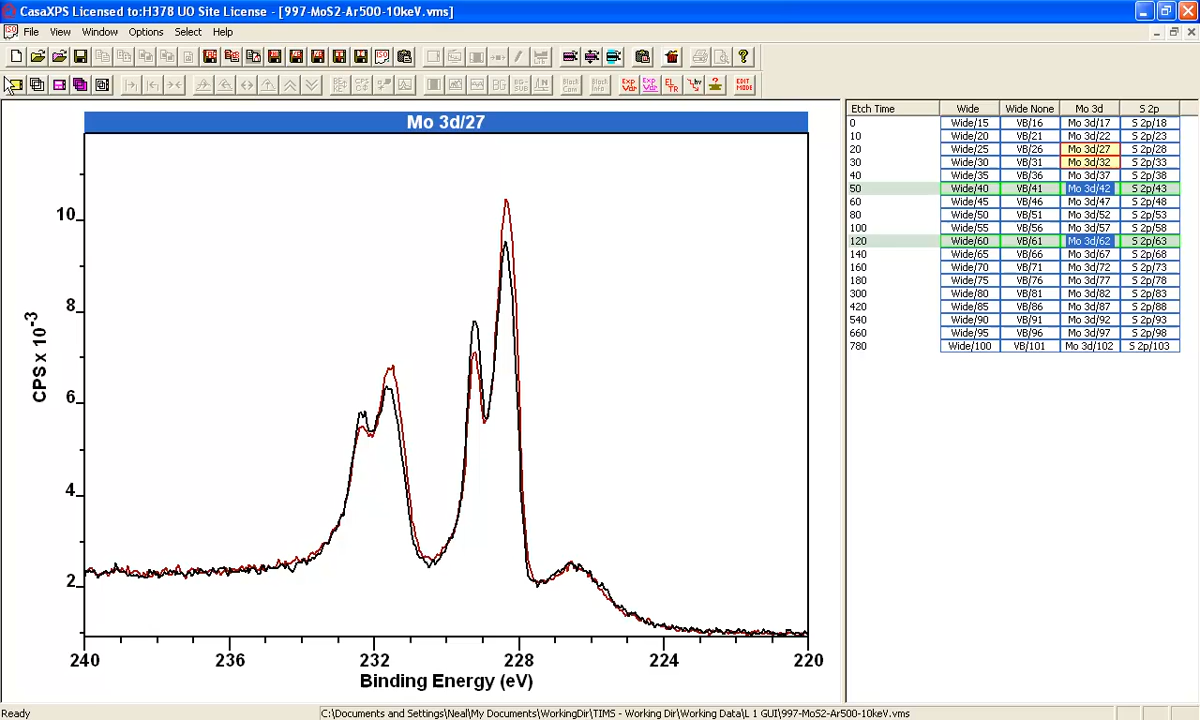 CasaXPS Licensed to:H378 UO Site License - [997-MoS2-Ar500-10keV.vms]
File View Window Options Select Help
Mo 3d/27
CPS x 10-3
10
8
6
4
2
240 236 232 228 224 220
Binding Energy (eV)
Etch Time Wide Wide None Mo 3d S 2p
0 Wide/15 VB/16 Mo 3d/17 S 2p/18
10 Wide/20 VB/21 Mo 3d/22 S 2p/23
20 Wide/25 VB/26 Mo 3d/27 S 2p/28
30 Wide/30 VB/31 Mo 3d/32 S 2p/33
40 Wide/35 VB/36 Mo 3d/37 S 2p/38
50 Wide/40 VB/41 Mo 3d/42 S 2p/43
60 Wide/45 VB/46 Mo 3d/47 S 2p/48
80 Wide/50 VB/51 Mo 3d/52 S 2p/53
100 Wide/55 VB/56 Mo 3d/57 S 2p/58
120 Wide/60 VB/61 Mo 3d/62 S 2p/63
140 Wide/65 VB/66 Mo 3d/67 S 2p/68
160 Wide/70 VB/71 Mo 3d/72 S 2p/73
180 Wide/75 VB/76 Mo 3d/77 S 2p/78
300 Wide/80 VB/81 Mo 3d/82 S 2p/83
420 Wide/85 VB/86 Mo 3d/87 S 2p/88
540 Wide/90 VB/91 Mo 3d/92 S 2p/93
660 Wide/95 VB/96 Mo 3d/97 S 2p/98
780 Wide/100 VB/101 Mo 3d/102 S 2p/103
Ready C:\Documents and Settings\Neal\My Documents\WorkingDir\TIMS - Working Dir\Working Data\L 1 GUI\997-MoS2-Ar500-10keV.vms